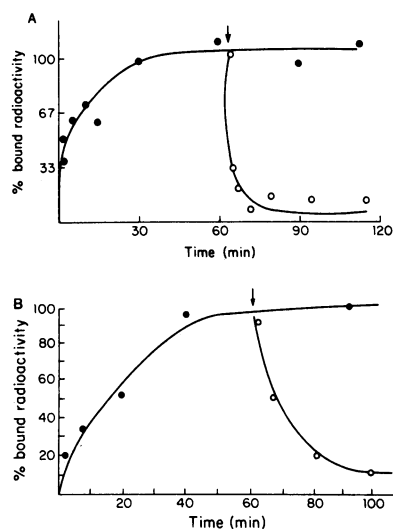 A
% bound radioactivity
100
67
33
30 60 90 120
Time (min)
B
% bound radioactivity
100
80
60
40
20
20 40 60 80 100
Time (min)